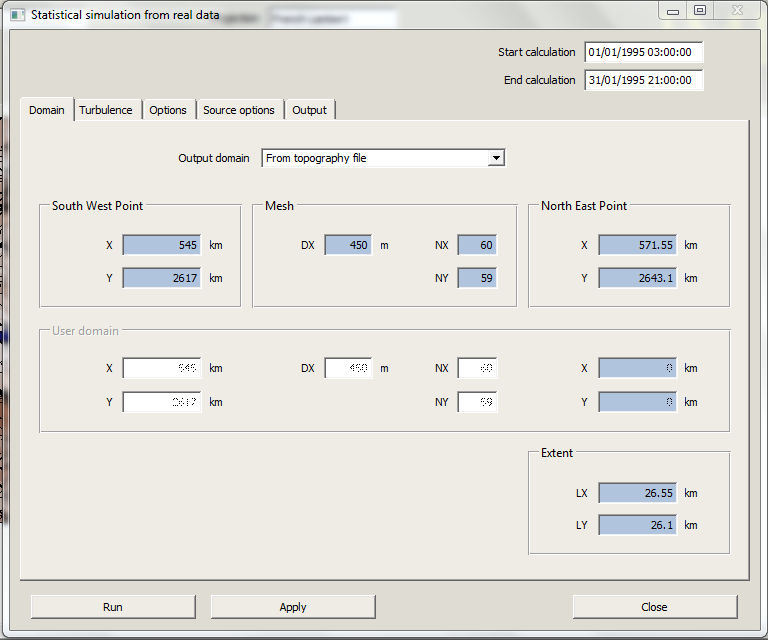 Statistical simulation from real data
Start calculation 01/01/1995 03:00:00
End calculation 31/01/1995 21:00:00
Domain Turbulence Options Source options Output
Output domain From topography file
South West Point Mesh North East Point
X 545 km DX 450 m NX 60 X 571.55 km
Y 2617 km NY 59 Y 2643.1 km
User domain
X 545 km DX 450 m NX 60 X 0 km
Y 2617 km NY 59 Y 0 km
Extent
LX 26.55 km
LY 26.1 km
Run Apply Close